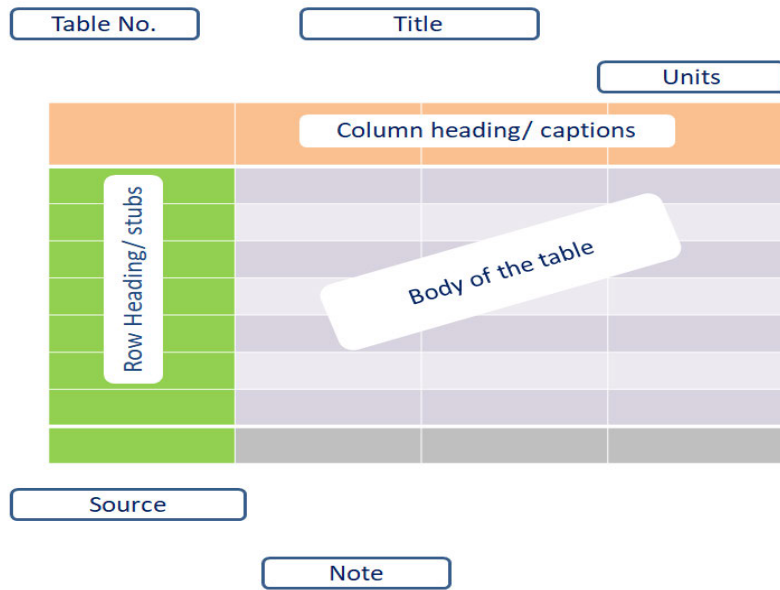 Table No.
Title
Units
Column heading/ captions
Row Heading/ stubs
Body of the table
Source
Note